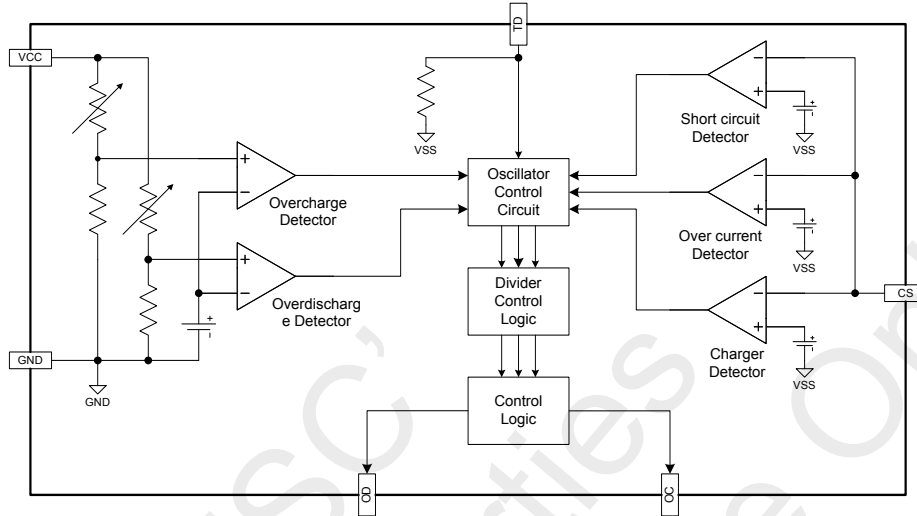 TD
VCC
VSS
Short circuit
Detector
VSS
Oscillator
Control
Circuit
Overcharge
Detector
Over current
Detector
VSS
Overdischarg
e Detector
Divider
Control
Logic
CS
Charger
Detector
VSS
GND
GND
Control
Logic
OD
OC